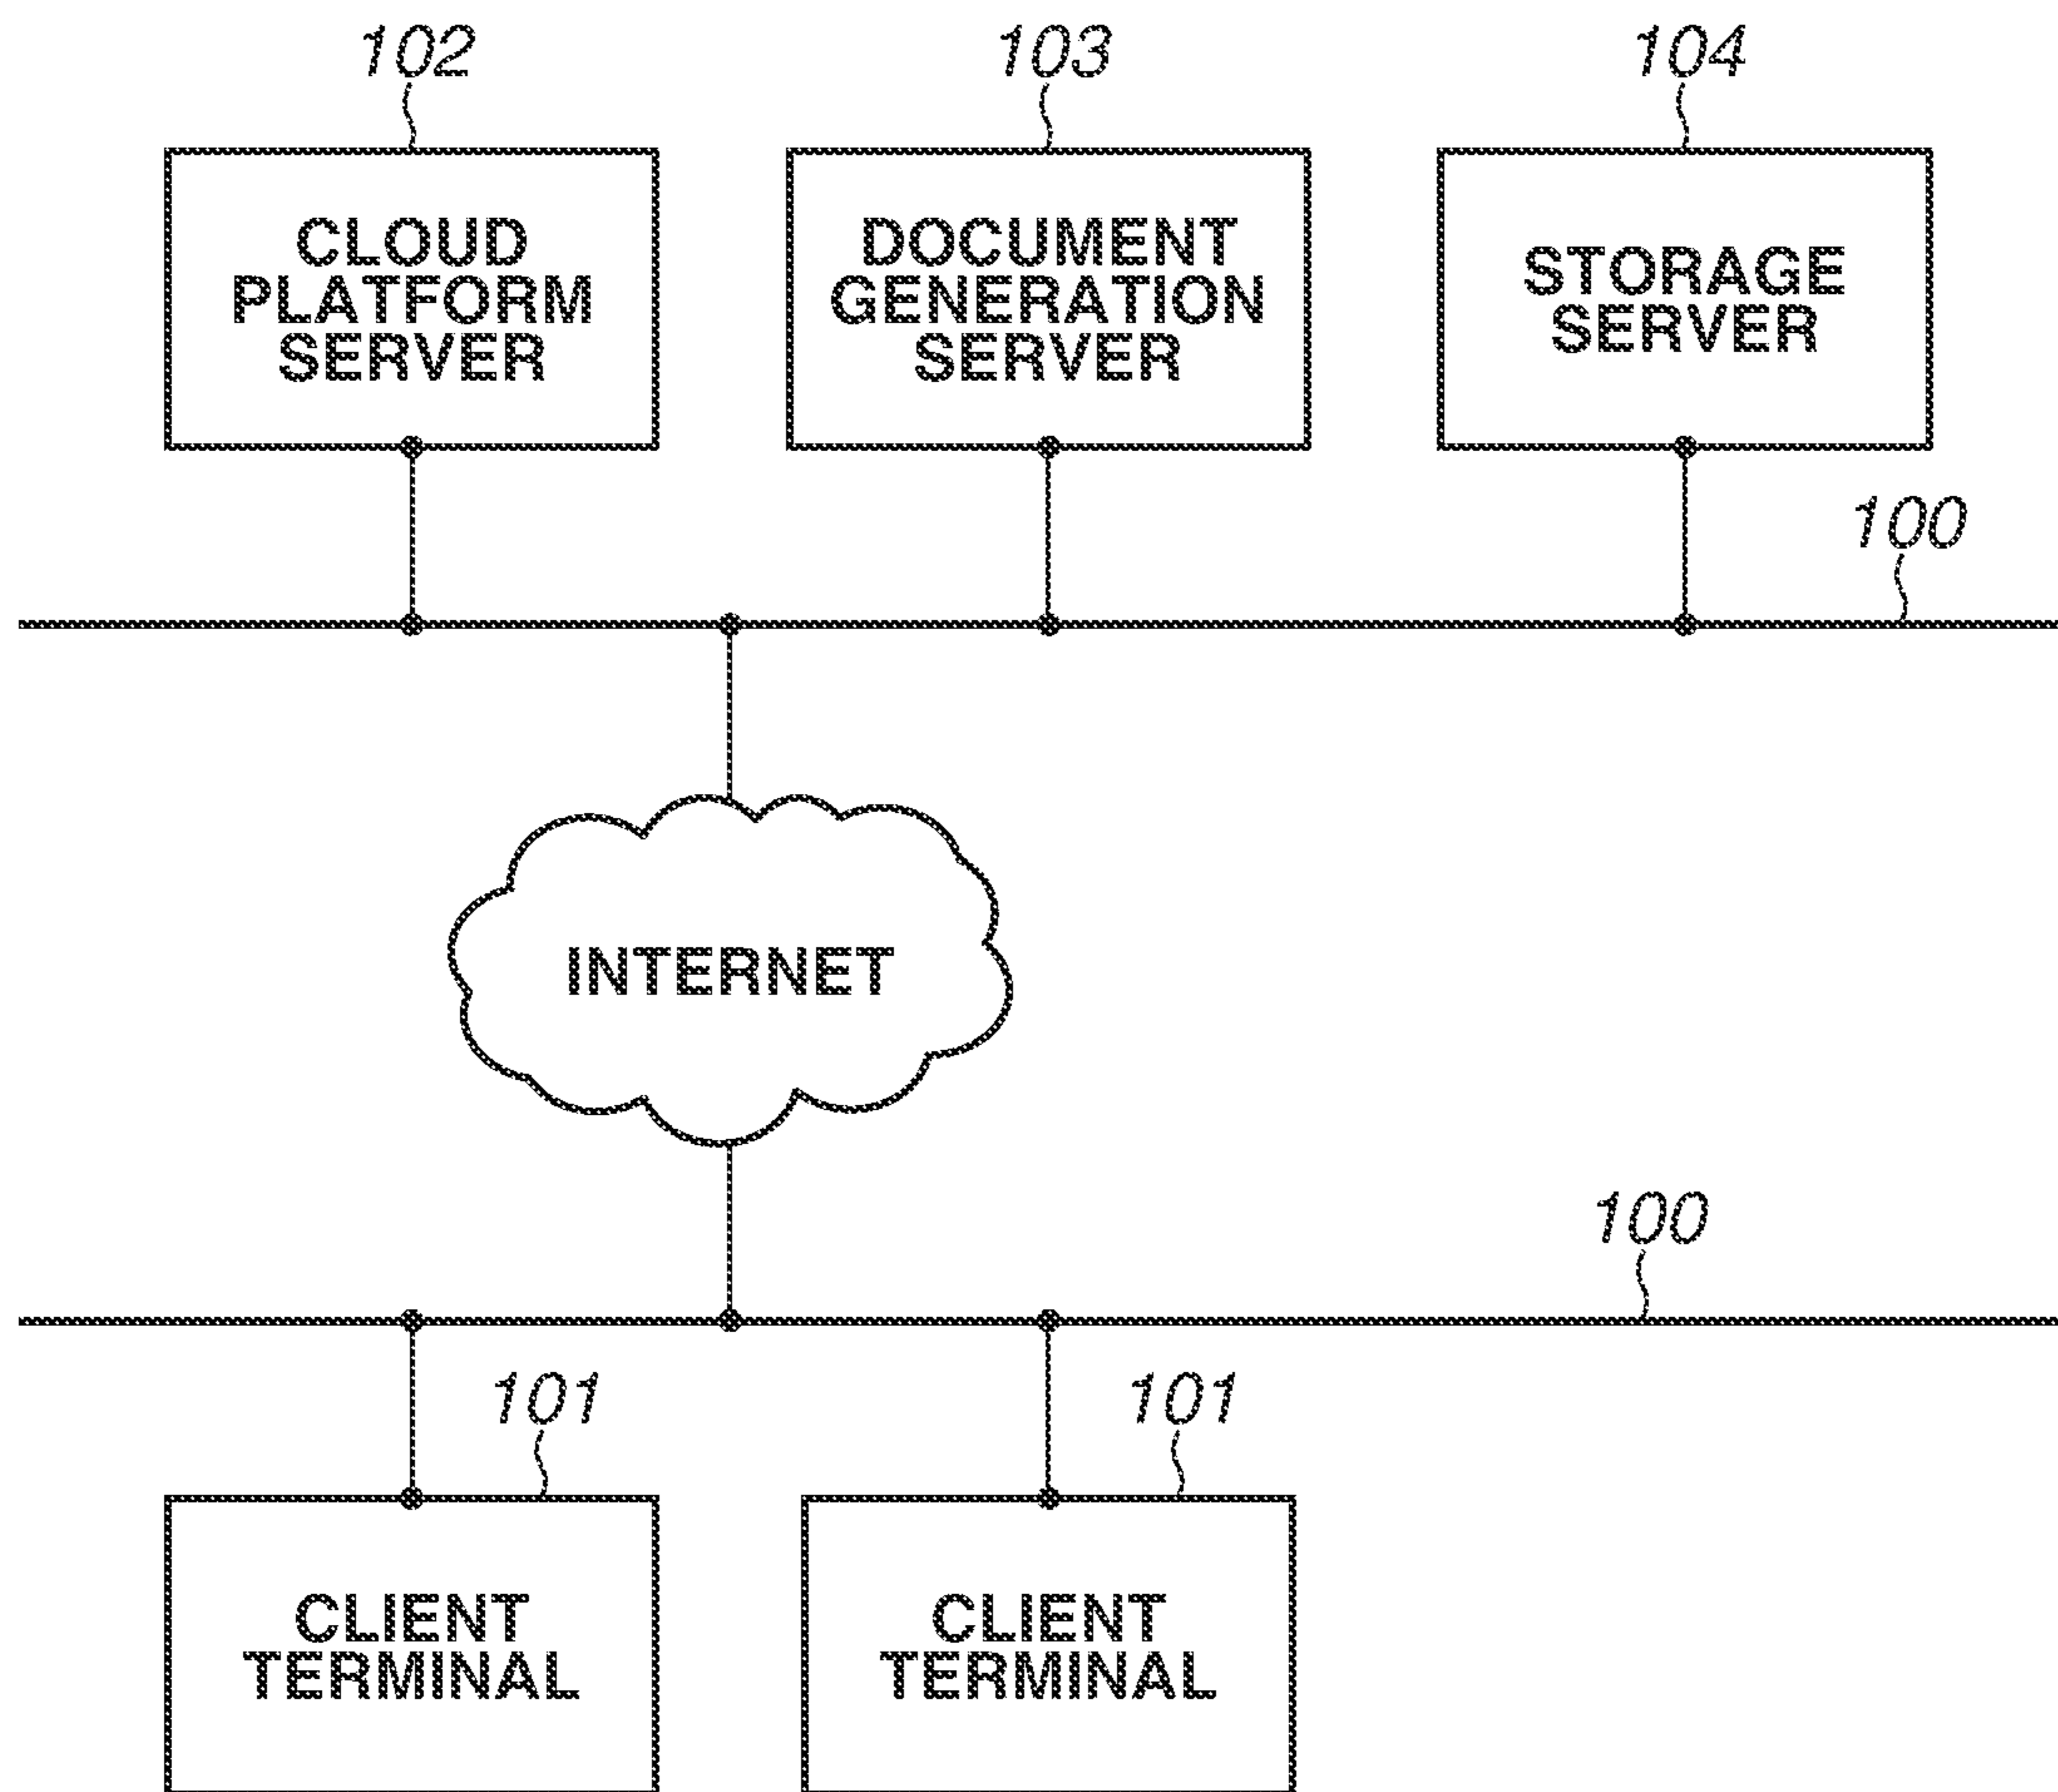 102
103
104
CLOUD
PLATFORM
SERVER
DOCUMENT
GENERATION
SERVER
STORAGE
SERVER
100
INTERNET
100
101
101
CLIENT
TERMINAL
CLIENT
TERMINAL